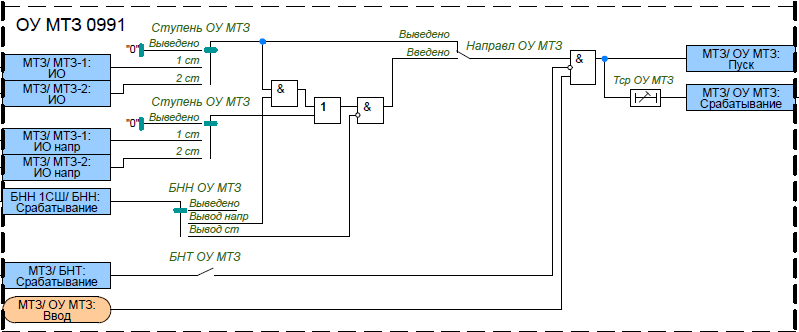 ОУ МТЗ 0991
Ступень ОУ МТЗ
"0"
Выведено
1 ст
2 ст
МТЗ/ МТЗ-1:
ИО
МТЗ/ МТЗ-2:
ИО
Ступень ОУ МТЗ
"0"
Выведено
1 ст
2 ст
МТЗ/ МТЗ-1:
ИО напр
МТЗ/ МТЗ-2:
ИО напр
&
1
&
Выведено
Введено
Направл ОУ МТЗ
&
МТЗ/ ОУ МТЗ:
Пуск
Тср ОУ МТЗ
МТЗ/ ОУ МТЗ:
Срабатывание
БНН ОУ МТЗ
БНН 1СШ/ БНН:
Срабатывание
Выведено
Вывод напр
Вывод ст
БНТ ОУ МТЗ
МТЗ/ БНТ:
Срабатывание
МТЗ/ ОУ МТЗ:
Ввод